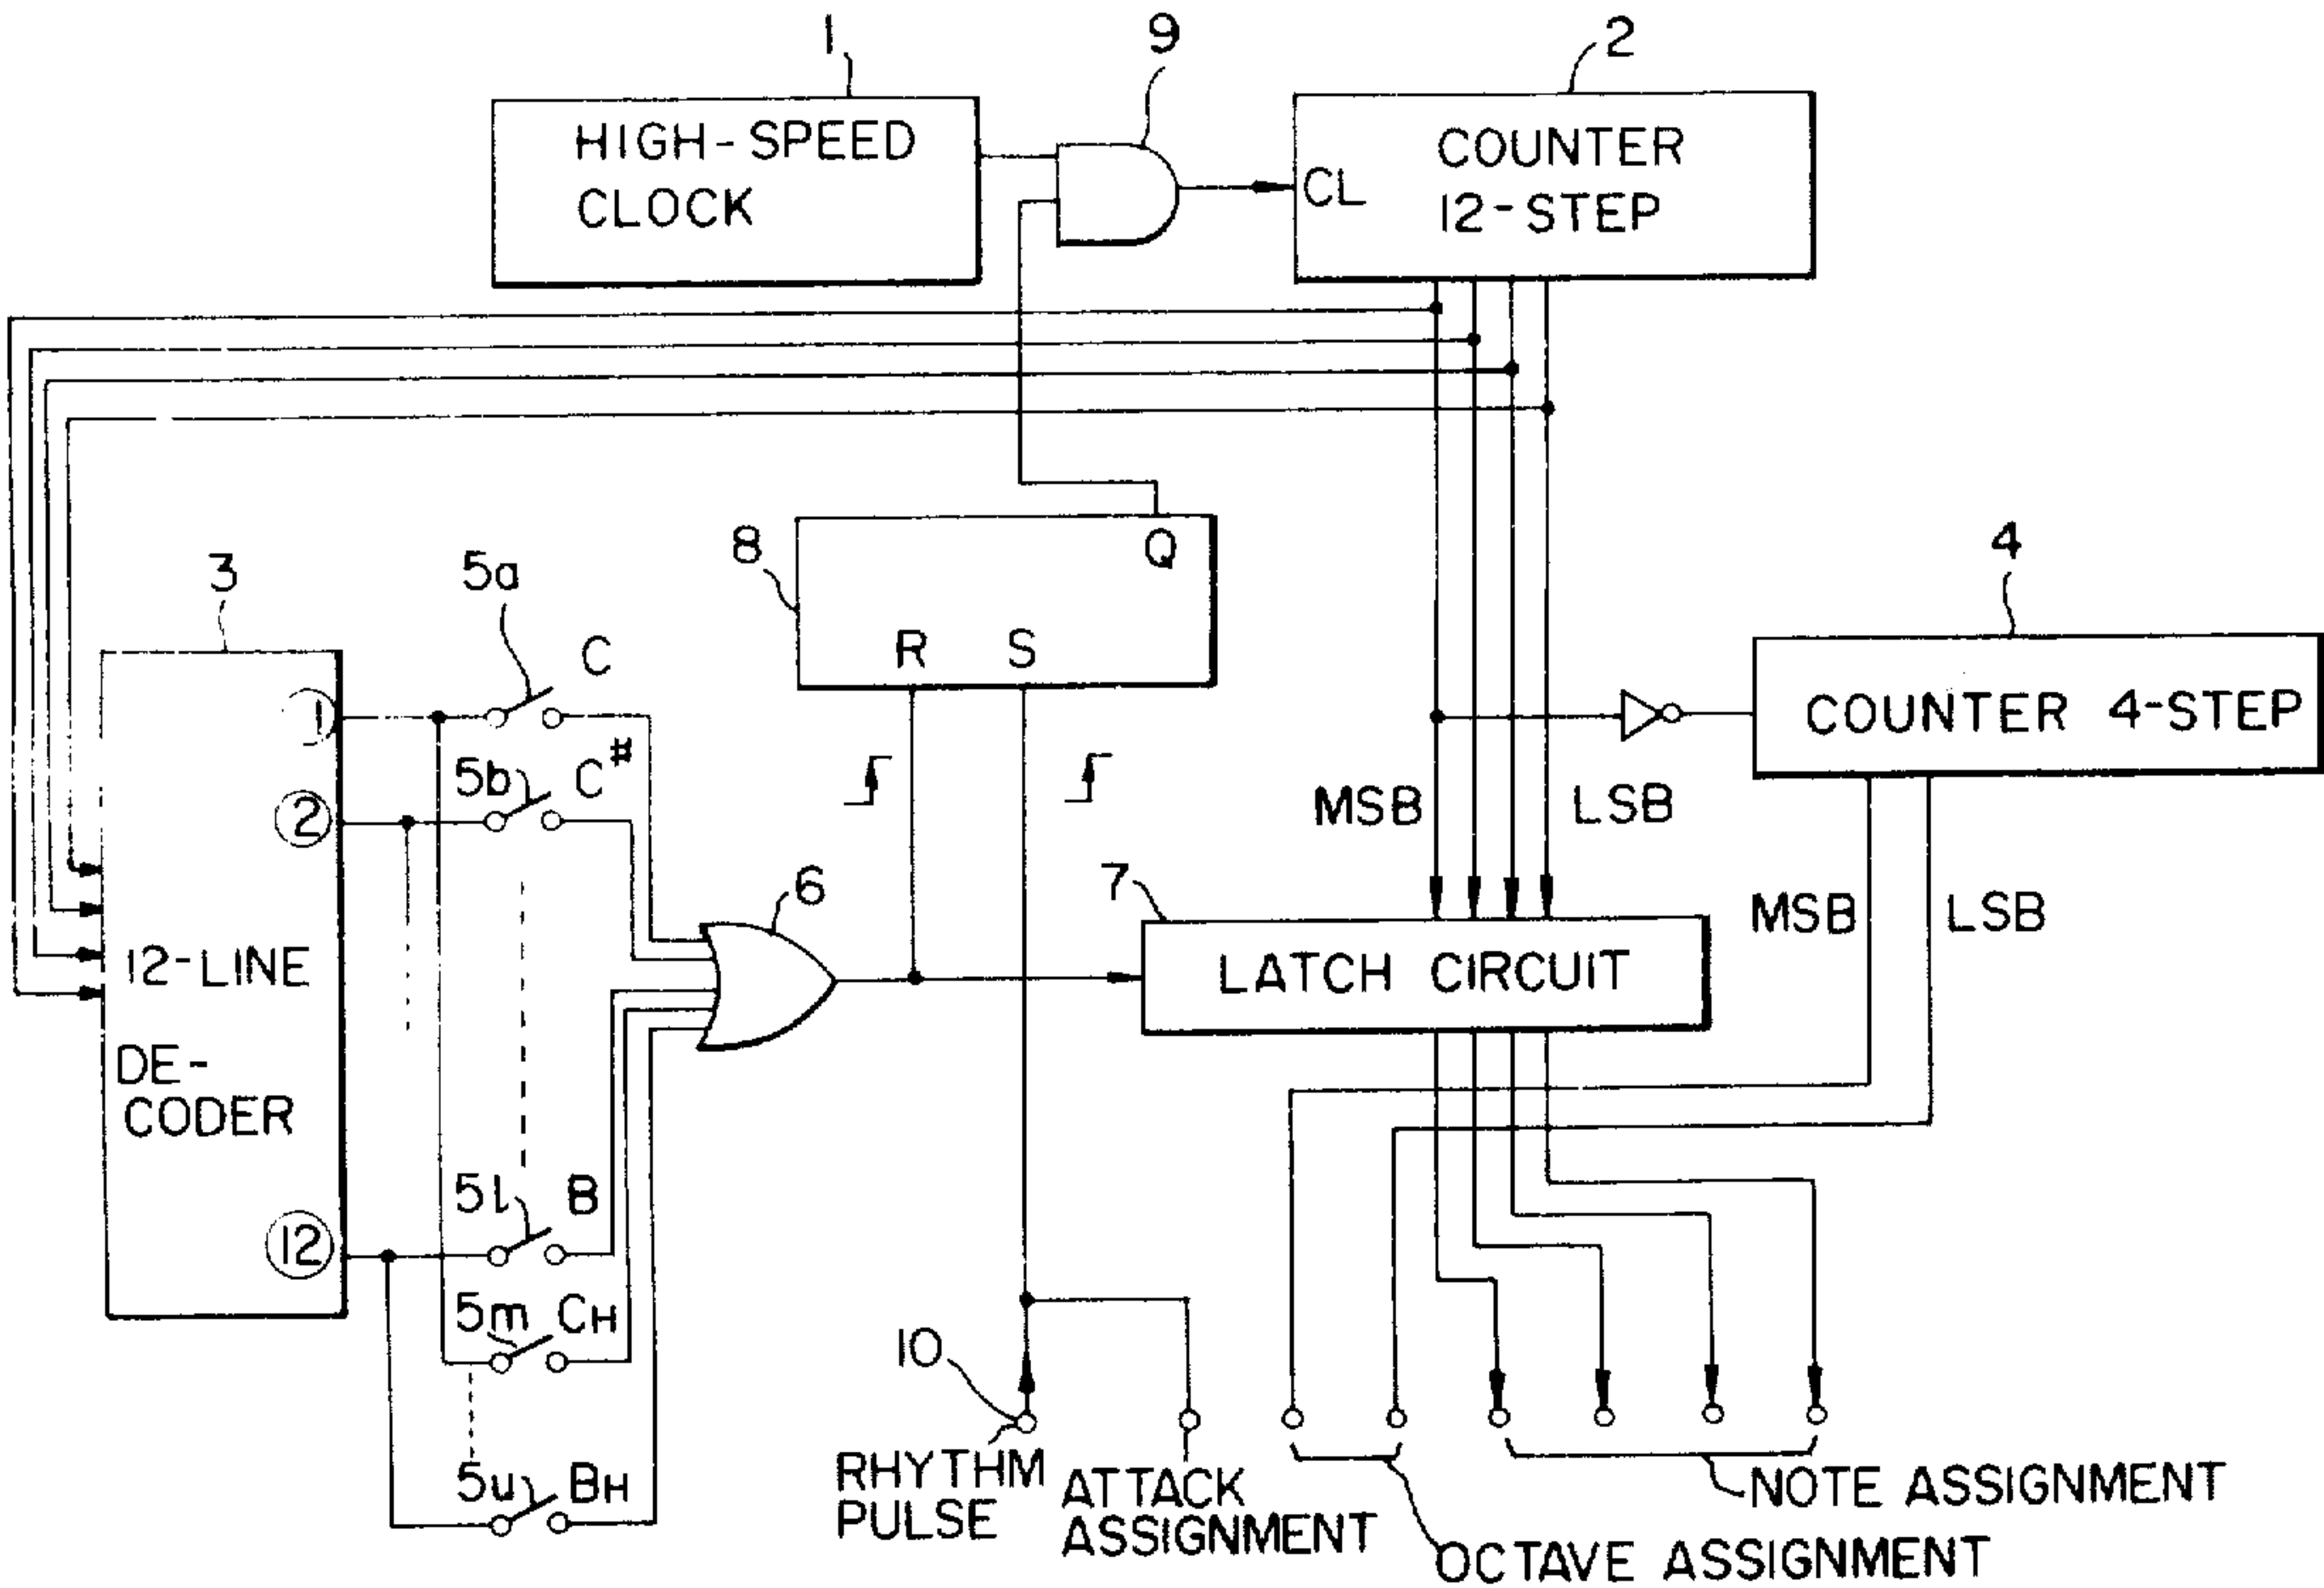 1
9
2
HIGH-SPEED
CLOCK
CL
COUNTER
12-STEP
3
5a
C
8
Q
R S
4
COUNTER 4-STEP
1
5b
C#
2
MSB
LSB
6
7
MSB
LSB
12-LINE
DE-
CODER
LATCH CIRCUIT
5l
B
12
5m
CH
10
5u
BH
RHYTHM
PULSE
ATTACK
ASSIGNMENT
NOTE ASSIGNMENT
OCTAVE ASSIGNMENT